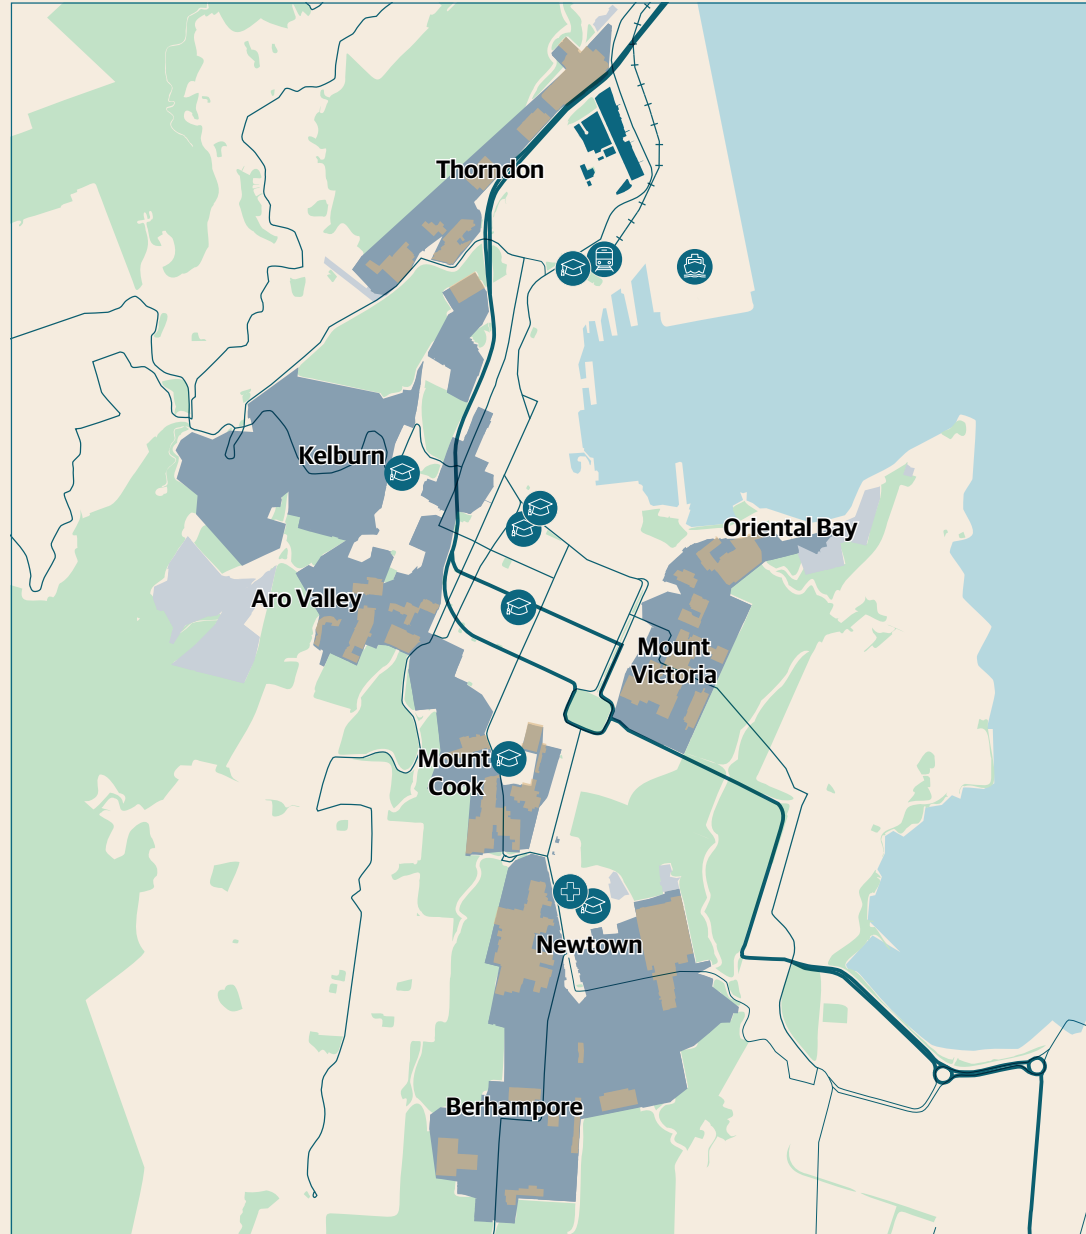 Thorndon
Kelburn
Oriental Bay
Aro Valley
Mount
Victoria
Mount
Cook
Newtown
Berhampore